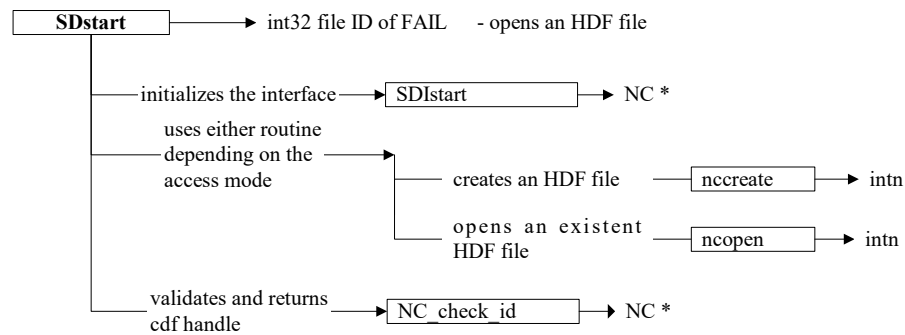 SDstart int32 file ID of FAIL - opens an HDF file
initializes the interface SDIstart NC *
uses either routine
depending on the
access mode
creates an HDF file nccreate intn
opens an existent
HDF file
ncopen intn
validates and returns
cdf handle
NC_check_id NC *